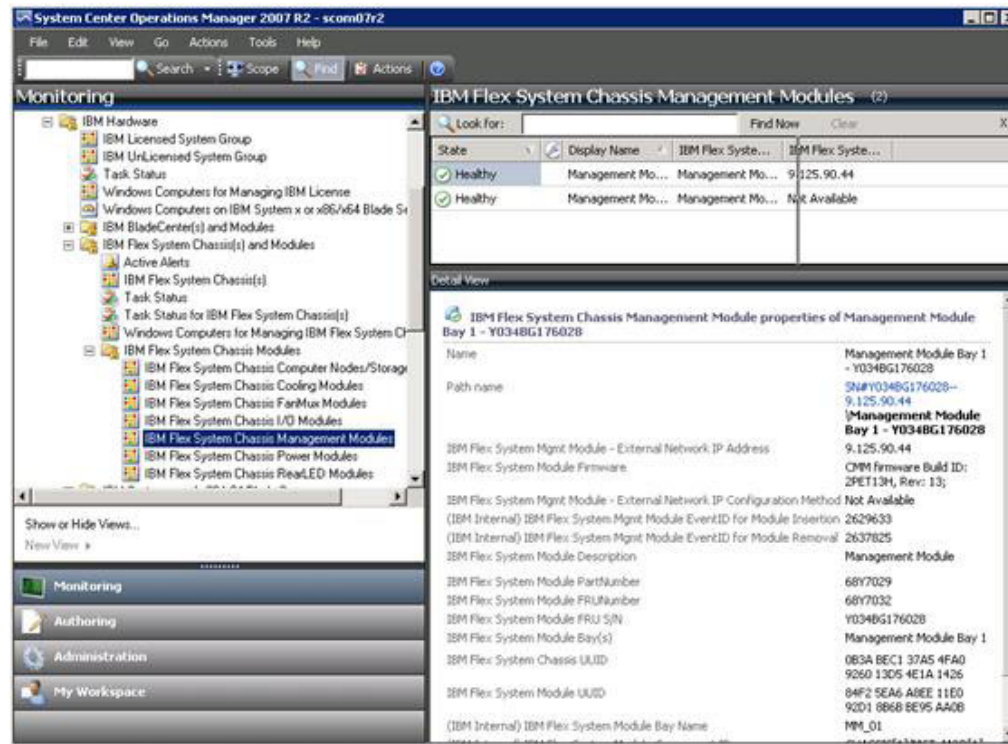 System Center Operations Manager 2007 R2 - scom07r2
File Edit View Go Actions Tools Help
Search Scope Find Actions
Monitoring
IBM Hardware
IBM Licensed System Group
IBM UnLicensed System Group
Task Status
Windows Computers for Managing IBM License
Windows Computers on IBM System x or x86/x64 Blade Se
IBM BladeCenter(s) and Modules
IBM Flex System Chassis(s) and Modules
Active Alerts
IBM Flex System Chassis(s)
Task Status
Task Status for IBM Flex System Chassis(s)
Windows Computers for Managing IBM Flex System Ch
IBM Flex System Chassis Modules
IBM Flex System Chassis Computer Nodes/Storage
IBM Flex System Chassis Cooling Modules
IBM Flex System Chassis FanMux Modules
IBM Flex System Chassis I/O Modules
IBM Flex System Chassis Management Modules
IBM Flex System Chassis Power Modules
IBM Flex System Chassis RearLED Modules
Show or Hide Views...
New View
Monitoring
Authoring
Administration
My Workspace
IBM Flex System Chassis Management Modules (2)
Look for: Find Now Clear X
State Display Name IBM Flex Syste... IBM Flex Syste...
Healthy Management Mo... Management Mo... 9.125.90.44
Healthy Management Mo... Management Mo... Not Available
Detail View
IBM Flex System Chassis Management Module properties of Management Module
Bay 1 - Y034BG176028
Name Management Module Bay 1
- Y034BG176028
Path name SN#Y034BG176028--
9.125.90.44
\Management Module
Bay 1 - Y034BG176028
IBM Flex System Mgmt Module - External Network IP Address 9.125.90.44
IBM Flex System Module Firmware CMM firmware Build ID:
2PET13H, Rev: 13;
IBM Flex System Mgmt Module - External Network IP Configuration Method Not Available
(IBM Internal) IBM Flex System Mgmt Module EventID for Module Insertion 2629633
(IBM Internal) IBM Flex System Mgmt Module EventID for Module Removal 2637825
IBM Flex System Module Description Management Module
IBM Flex System Module PartNumber 68Y7029
IBM Flex System Module FRUNumber 68Y7032
IBM Flex System Module FRU S/N Y034BG176028
IBM Flex System Module Bay(s) Management Module Bay 1
IBM Flex System Chassis UUID 0B3A BEC1 37A5 4FA0
9260 13D5 4E1A 1426
IBM Flex System Module UUID 84F2 5EA6 A8EE 11E0
92D1 8B6B BE95 AA0B
(IBM Internal) IBM Flex System Module Bay Name MM_01